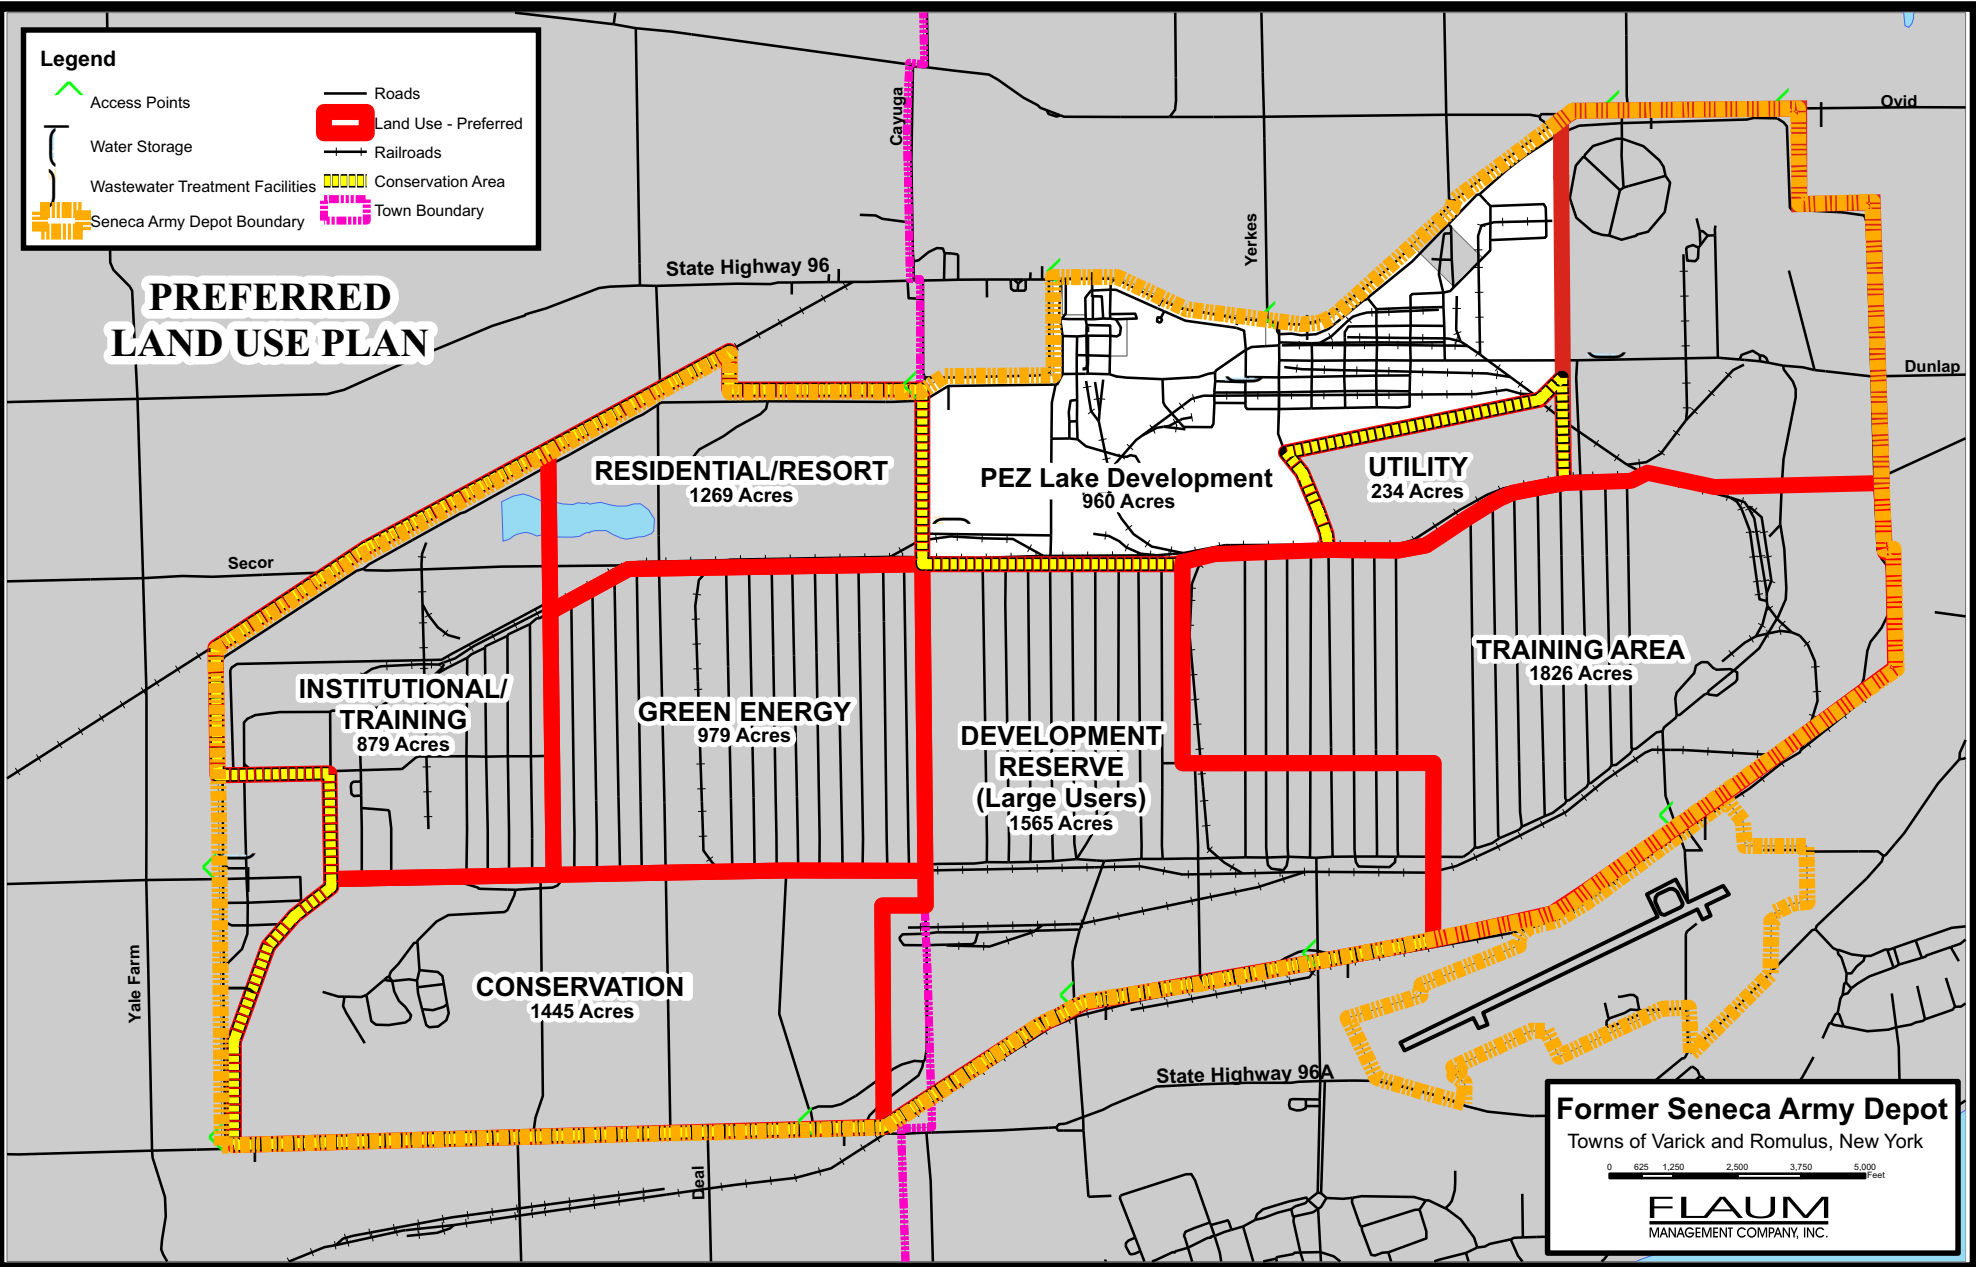 Legend
Access Points
Water Storage
Wastewater Treatment Facilities
Seneca Army Depot Boundary
Roads
Land Use - Preferred
Railroads
Conservation Area
Town Boundary
PREFERRED
LAND USE PLAN
Cayuga
Ovid
Yerkes
State Highway 96
Dunlap
RESIDENTIAL/RESORT
1269 Acres
PEZ Lake Development
960 Acres
UTILITY
234 Acres
Secor
INSTITUTIONAL/
TRAINING
879 Acres
GREEN ENERGY
979 Acres
DEVELOPMENT
RESERVE
(Large Users)
1565 Acres
TRAINING AREA
1826 Acres
Yale Farm
CONSERVATION
1445 Acres
State Highway 96A
Deal
Former Seneca Army Depot
Towns of Varick and Romulus, New York
0 625 1,250 2,500 3,750 5,000
Feet
FLAUM
MANAGEMENT COMPANY, INC.